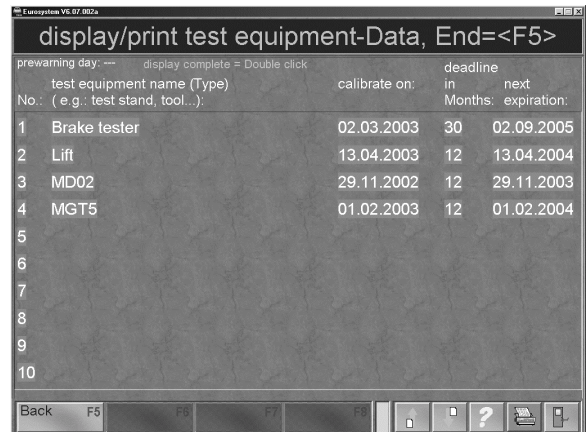 Eurosystem V6.07.002a
display/print test equipment-Data, End=<F5>
prewarning day: --- display complete = Double click deadline
test equipment name (Type) calibrate on: in next
No.: ( e.g.: test stand, tool...): Months: expiration:
1 Brake tester 02.03.2003 30 02.09.2005
2 Lift 13.04.2003 12 13.04.2004
3 MD02 29.11.2002 12 29.11.2003
4 MGT5 01.02.2003 12 01.02.2004
5
6
7
8
9
10
Back F5 F6 F7 F8 ?